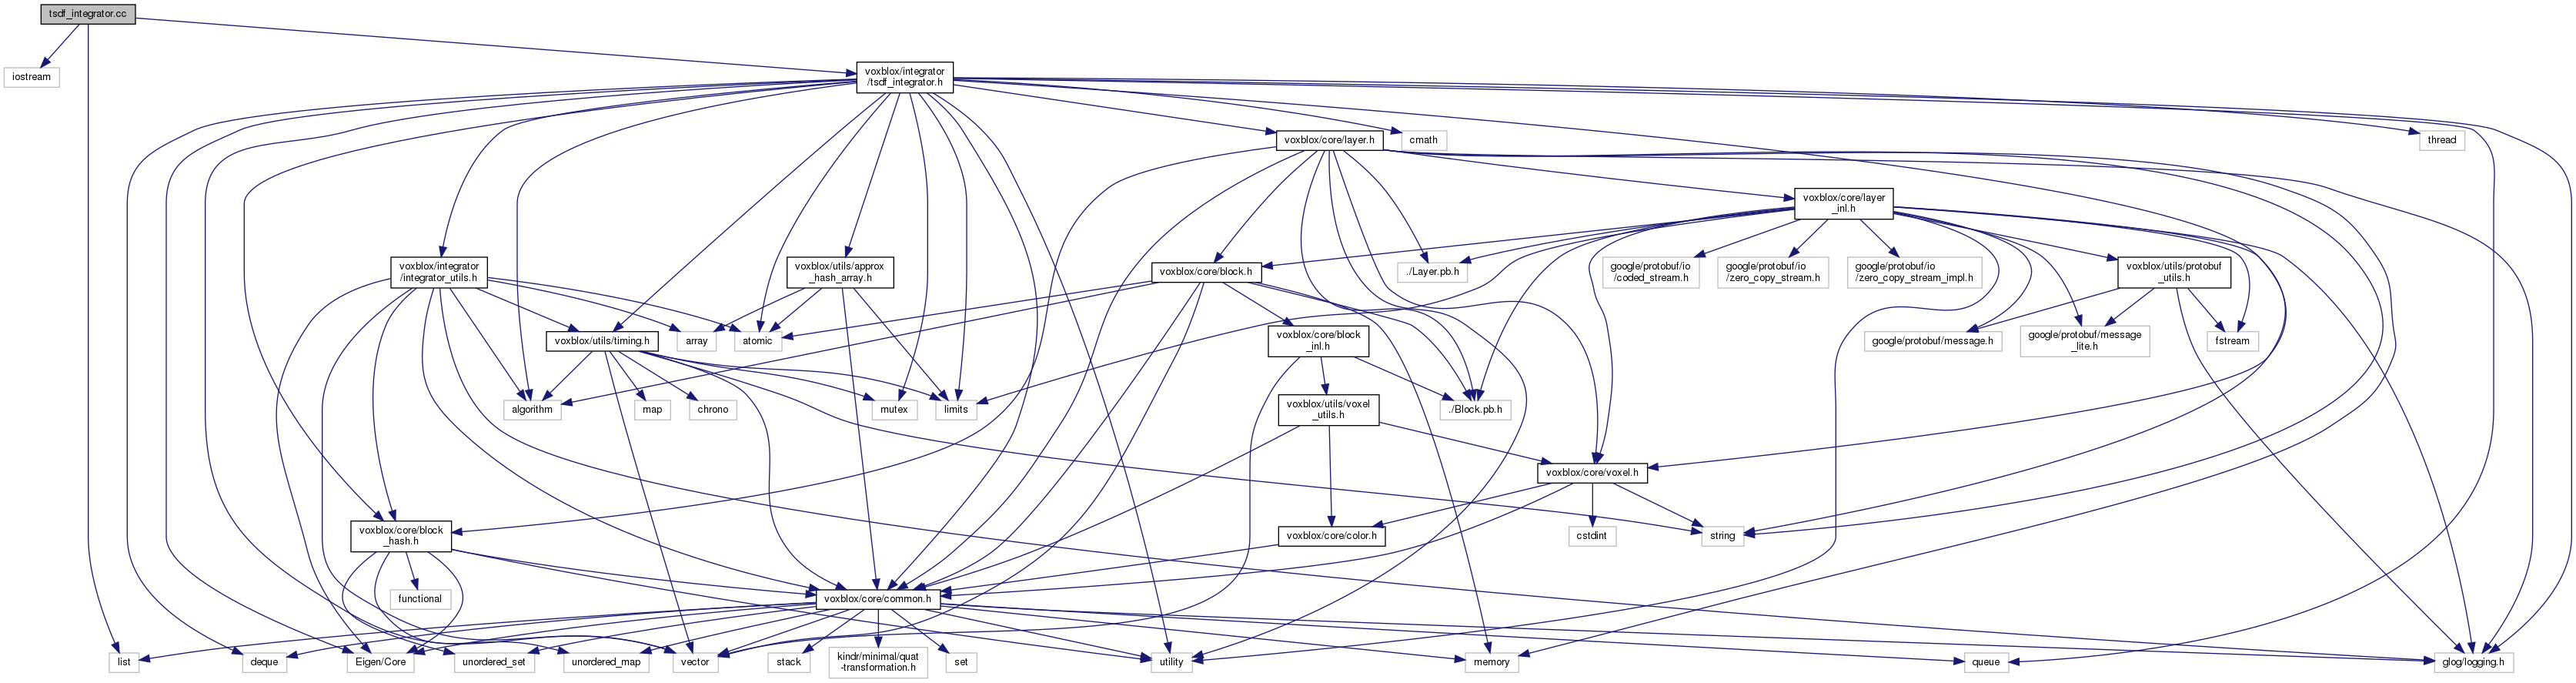 tsdf_integrator.cc
iostream
voxblox/integrator
/tsdf_integrator.h
voxblox/core/layer.h
cmath
thread
voxblox/core/layer
_inl.h
voxblox/integrator
/integrator_utils.h
voxblox/utils/approx
_hash_array.h
voxblox/core/block.h
./Layer.pb.h
google/protobuf/io
/coded_stream.h
google/protobuf/io
/zero_copy_stream.h
google/protobuf/io
/zero_copy_stream_impl.h
voxblox/utils/protobuf
_utils.h
voxblox/utils/timing.h
array
atomic
voxblox/core/block
_inl.h
google/protobuf/message.h
google/protobuf/message
_lite.h
fstream
algorithm
map
chrono
mutex
limits
voxblox/utils/voxel
_utils.h
./Block.pb.h
voxblox/core/voxel.h
voxblox/core/block
_hash.h
voxblox/core/color.h
cstdint
string
functional
voxblox/core/common.h
list
deque
Eigen/Core
unordered_set
unordered_map
vector
stack
kindr/minimal/quat
-transformation.h
set
utility
memory
queue
glog/logging.h